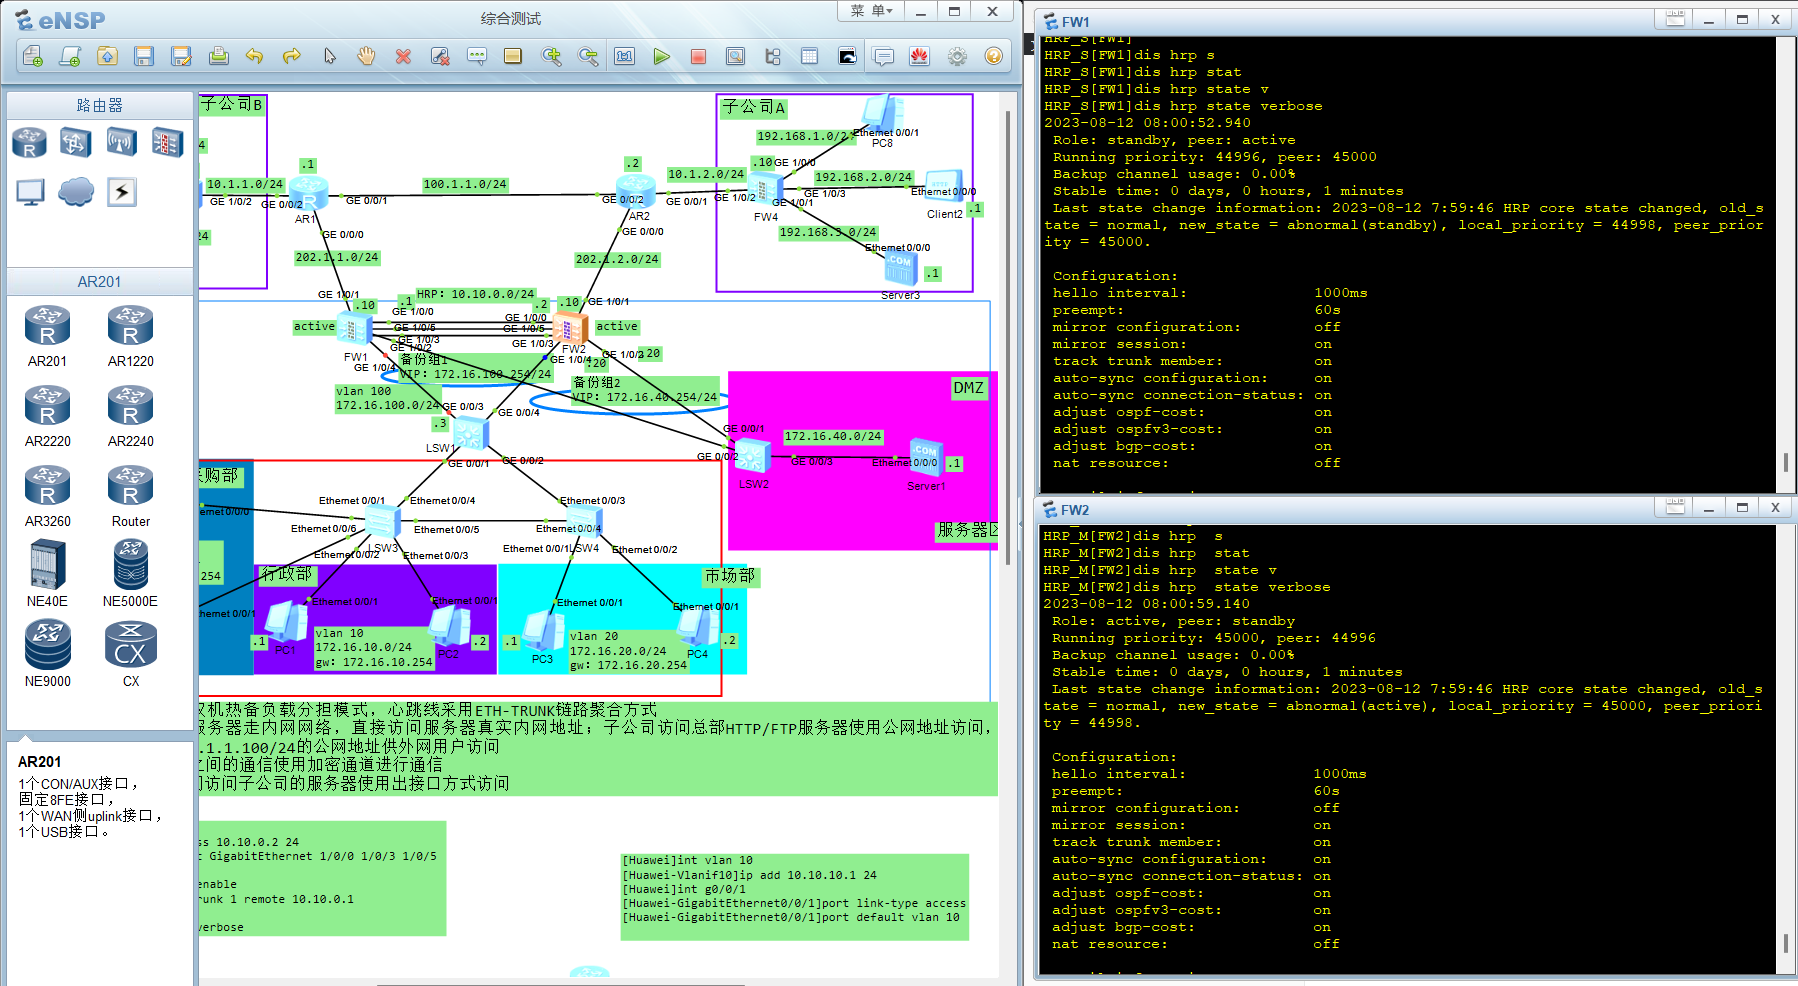 eNSP
综合测试
菜 单
路由器
AR201
AR201
AR1220
AR2220
AR2240
AR3260
Router
NE40E
NE5000E
NE9000
CX
AR201
1个CON/AUX接口，
固定8FE接口，
1个WAN侧uplink接口，
1个USB接口。
子公司B
10.1.1.0/24
GE 1/0/2
GE 0/0/2
.1
AR1
GE 0/0/1
100.1.1.0/24
GE 0/0/0
202.1.1.0/24
GE 1/0/1
.2
GE 0/0/2
AR2
GE 0/0/1
GE 0/0/0
10.1.2.0/24
202.1.2.0/24
GE 1/0/1
子公司A
192.168.1.0/24
Ethernet 0/0/1
PC8
.10
GE 1/0/0
GE 1/0/2
FW4
GE 1/0/1
GE 1/0/3
192.168.2.0/24
Ethernet 0/0/0
Client2
.1
192.168.3.0/24
Ethernet 0/0/0
Server3
.1
HRP：10.10.0.0/24
.10
.1
GE 1/0/0
GE 1/0/5
GE 1/0/3
GE 1/0/2
GE 1/0/4
active
FW1
.2
.10
GE 1/0/0
GE 1/0/5
GE 1/0/3
active
FW2
GE 1/0/4
GE 1/0/2
.20
.20
备份组1
VIP：172.16.100.254/24
备份组2
VIP：172.16.40.254/24
vlan 100
172.16.100.0/24
GE 0/0/3
GE 0/0/4
.3
LSW1
GE 0/0/1
GE 0/0/2
DMZ
GE 0/0/1
GE 0/0/2
172.16.40.0/24
GE 0/0/3
Ethernet 0/0/0
.1
LSW2
Server1
服务器区
采购部
Ethernet 0/0/1
Ethernet 0/0/4
Ethernet 0/0/6
Ethernet 0/0/5
LSW3
Ethernet 0/0/2
Ethernet 0/0/3
Ethernet 0/0/3
Ethernet 0/0/4
Ethernet 0/0/1
LSW4
Ethernet 0/0/2
行政部
Ethernet 0/0/1
Ethernet 0/0/1
.1
PC1
vlan 10
172.16.10.0/24
gw：172.16.10.254
PC2
.2
市场部
Ethernet 0/0/1
Ethernet 0/0/1
.1
PC3
vlan 20
172.16.20.0/24
gw：172.16.20.254
PC4
.2
机热备负载分担模式，心跳线采用ETH-TRUNK链路聚合方式
务器走内网网络，直接访问服务器真实内网地址；子公司访问总部HTTP/FTP服务器使用公网地址访问，
.1.1.100/24的公网地址供外网用户访问
之间的通信使用加密通道进行通信
访问子公司的服务器使用出接口方式访问
ss 10.10.0.2 24
t GigabitEthernet 1/0/0 1/0/3 1/0/5
enable
runk 1 remote 10.10.0.1
verbose
[Huawei]int vlan 10
[Huawei-Vlanif10]ip add 10.10.10.1 24
[Huawei]int g0/0/1
[Huawei-GigabitEthernet0/0/1]port link-type access
[Huawei-GigabitEthernet0/0/1]port default vlan 10
FW1
HRP_S[FW1]
HRP_S[FW1]dis hrp s
HRP_S[FW1]dis hrp stat
HRP_S[FW1]dis hrp state v
HRP_S[FW1]dis hrp state verbose
2023-08-12 08:00:52.940
Role: standby, peer: active
Running priority: 44996, peer: 45000
Backup channel usage: 0.00%
Stable time: 0 days, 0 hours, 1 minutes
Last state change information: 2023-08-12 7:59:46 HRP core state changed, old_s
tate = normal, new_state = abnormal(standby), local_priority = 44998, peer_prior
ity = 45000.
Configuration:
hello interval: 1000ms
preempt: 60s
mirror configuration: off
mirror session: on
track trunk member: on
auto-sync configuration: on
auto-sync connection-status: on
adjust ospf-cost: on
adjust ospfv3-cost: on
adjust bgp-cost: on
nat resource: off
FW2
HRP_M[FW2]dis hrp  s
HRP_M[FW2]dis hrp  stat
HRP_M[FW2]dis hrp  state v
HRP_M[FW2]dis hrp  state verbose
2023-08-12 08:00:59.140
Role: active, peer: standby
Running priority: 45000, peer: 44996
Backup channel usage: 0.00%
Stable time: 0 days, 0 hours, 1 minutes
Last state change information: 2023-08-12 7:59:46 HRP core state changed, old_s
tate = normal, new_state = abnormal(active), local_priority = 45000, peer_priori
ty = 44998.
Configuration:
hello interval: 1000ms
preempt: 60s
mirror configuration: off
mirror session: on
track trunk member: on
auto-sync configuration: on
auto-sync connection-status: on
adjust ospf-cost: on
adjust ospfv3-cost: on
adjust bgp-cost: on
nat resource: off